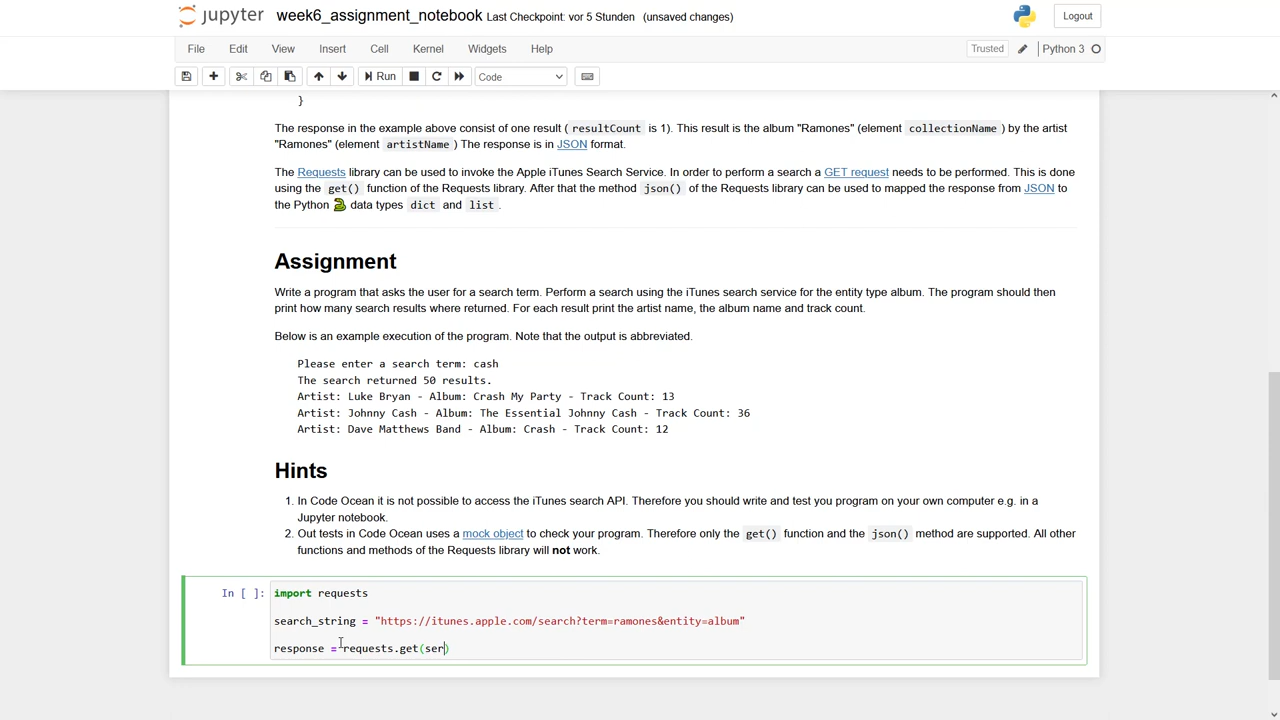 jupyter week6_assignment_notebook Last Checkpoint: vor 5 Stunden (unsaved changes) Logout
File Edit View Insert Cell Kernel Widgets Help Trusted Python 3
Run Code
}
The response in the example above consist of one result ( resultCount is 1). This result is the album "Ramones" (element collectionName ) by the artist
"Ramones" (element artistName ) The response is in JSON format.
The Requests library can be used to invoke the Apple iTunes Search Service. In order to perform a search a GET request needs to be performed. This is done
using the get() function of the Requests library. After that the method json() of the Requests library can be used to mapped the response from JSON to
the Python data types dict and list .
Assignment
Write a program that asks the user for a search term. Perform a search using the iTunes search service for the entity type album. The program should then
print how many search results where returned. For each result print the artist name, the album name and track count.
Below is an example execution of the program. Note that the output is abbreviated.
Please enter a search term: cash
The search returned 50 results.
Artist: Luke Bryan - Album: Crash My Party - Track Count: 13
Artist: Johnny Cash - Album: The Essential Johnny Cash - Track Count: 36
Artist: Dave Matthews Band - Album: Crash - Track Count: 12
Hints
1. In Code Ocean it is not possible to access the iTunes search API. Therefore you should write and test you program on your own computer e.g. in a
Jupyter notebook.
2. Out tests in Code Ocean uses a mock object to check your program. Therefore only the get() function and the json() method are supported. All other
functions and methods of the Requests library will not work.
In [ ]: import requests
search_string = "https://itunes.apple.com/search?term=ramones&entity=album"
response = requests.get(ser)